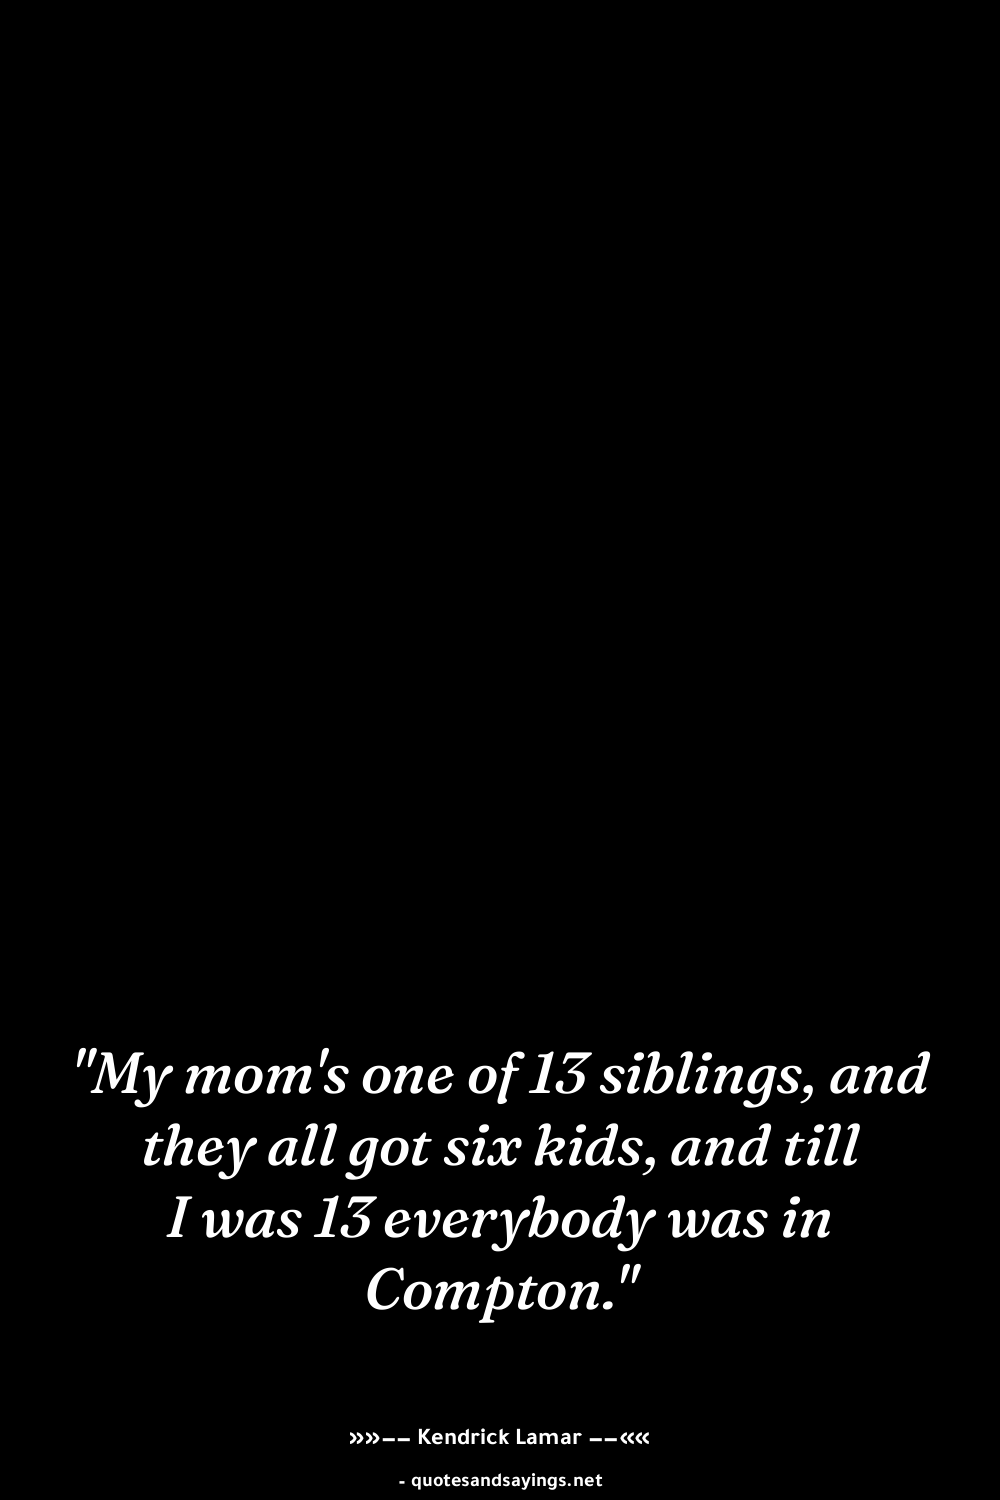 "My mom's one of 13 siblings, and
they all got six kids, and till
I was 13 everybody was in
Compton."
»»−− Kendrick Lamar −−««
- quotesandsayings.net